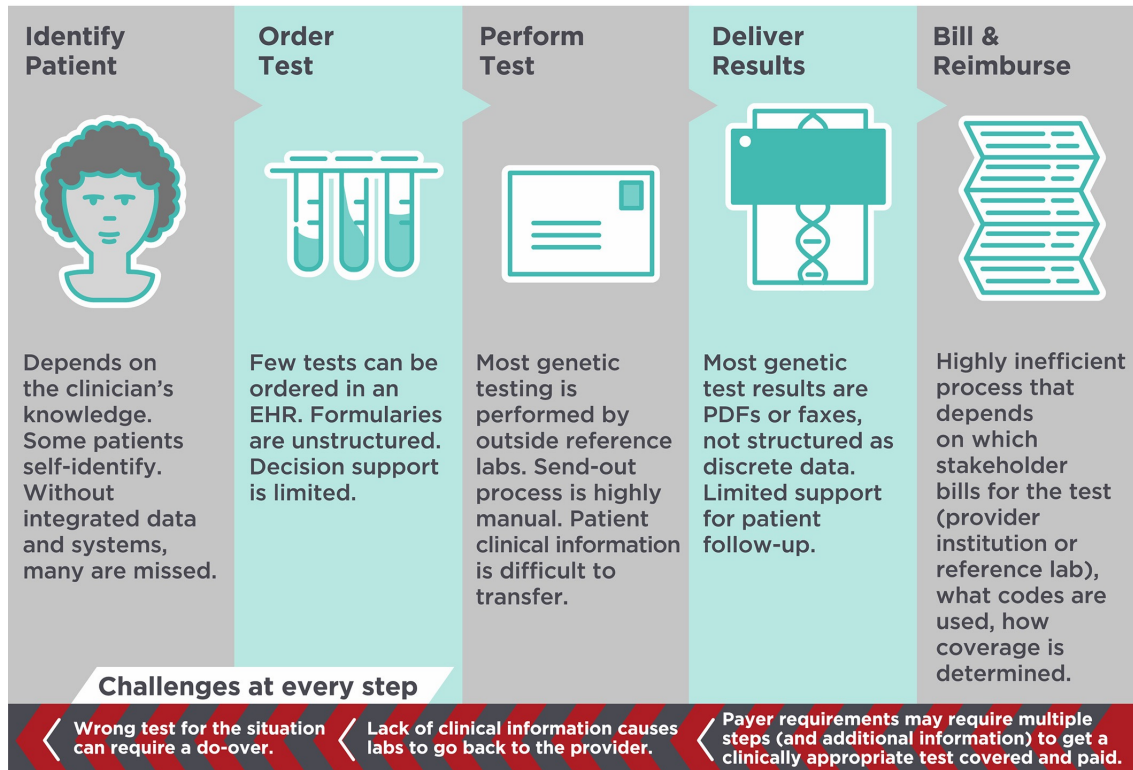 Identify
Patient
Depends on
the clinician's
knowledge.
Some patients
self-identify.
Without
integrated data
and systems,
many are missed.
Order
Test
Few tests can be
ordered in an
EHR. Formularies
are unstructured.
Decision support
is limited.
Perform
Test
Most genetic
testing is
performed by
outside reference
labs. Send-out
process is highly
manual. Patient
clinical information
is difficult to
transfer.
Deliver
Results
Most genetic
test results are
PDFs or faxes,
not structured as
discrete data.
Limited support
for patient
follow-up.
Bill &
Reimburse
Highly inefficient
process that
depends
on which
stakeholder
bills for the test
(provider
institution or
reference lab),
what codes are
used, how
coverage is
determined.
Challenges at every step
Wrong test for the situation
can require a do-over.
Lack of clinical information causes
labs to go back to the provider.
Payer requirements may require multiple
steps (and additional information) to get a
clinically appropriate test covered and paid.